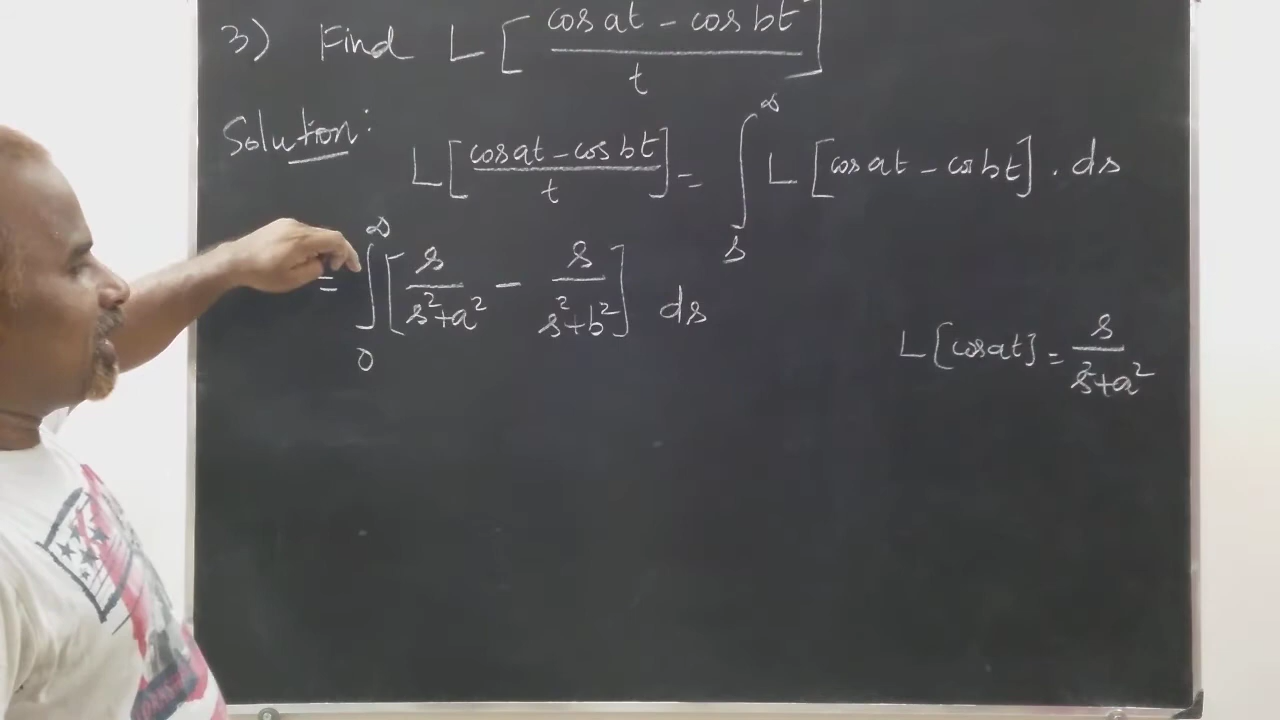 3) Find L[ (cos at - cos bt) / t ]
Solution:
L[ (cos at - cos bt) / t ] = ∫_s^∞ L[cos at - cos bt] . ds
= ∫_0^∞ [ s/(s²+a²) - s/(s²+b²) ] ds
L[cos at] = s/(s²+a²)